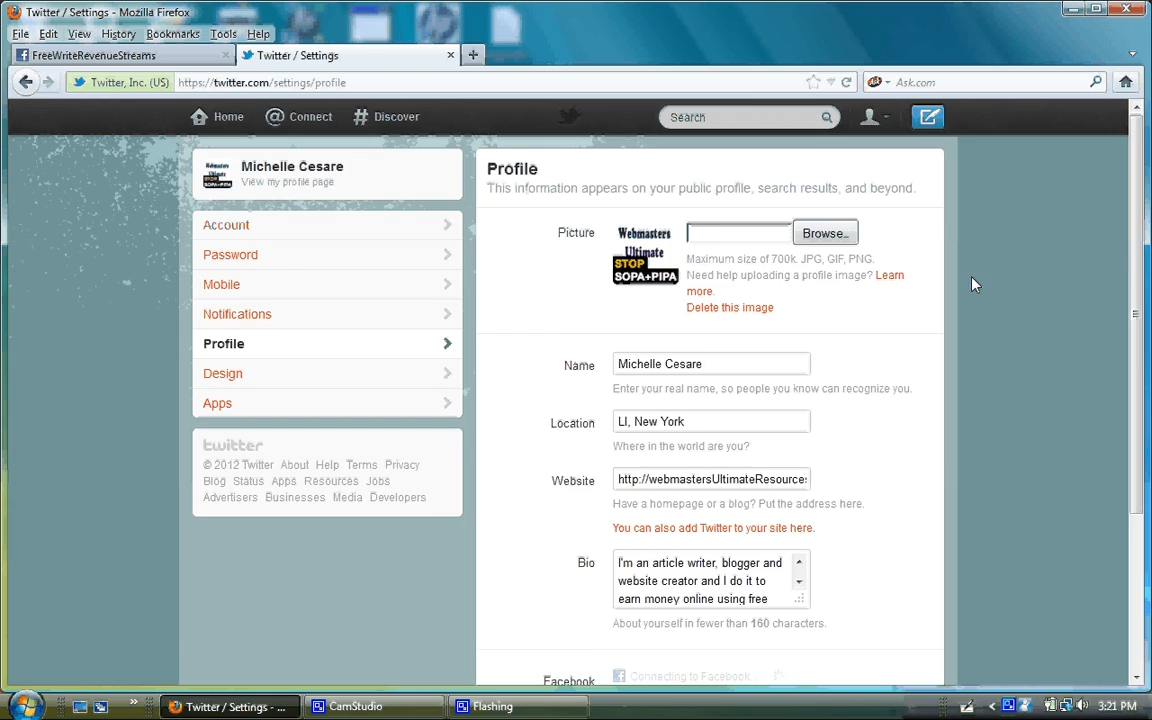 Twitter / Settings - Mozilla Firefox
File Edit View History Bookmarks Tools Help
FreeWriteRevenueStreams
Twitter / Settings
Twitter, Inc. (US) https://twitter.com/settings/profile
Ask.com
Home @ Connect # Discover
Search
Michelle Cesare
View my profile page
Account
Password
Mobile
Notifications
Profile
Design
Apps
twitter
© 2012 Twitter About Help Terms Privacy
Blog Status Apps Resources Jobs
Advertisers Businesses Media Developers
Profile
This information appears on your public profile, search results, and beyond.
Picture
Webmasters
Ultimate
STOP
SOPA+PIPA
Browse...
Maximum size of 700k. JPG, GIF, PNG.
Need help uploading a profile image? Learn
more.
Delete this image
Name
Michelle Cesare
Enter your real name, so people you know can recognize you.
Location
LI, New York
Where in the world are you?
Website
http://webmastersUltimateResources
Have a homepage or a blog? Put the address here.
You can also add Twitter to your site here.
Bio
I'm an article writer, blogger and
website creator and I do it to
earn money online using free
About yourself in fewer than 160 characters.
Facebook
Connecting to Facebook...
Twitter / Settings - ...
CamStudio
Flashing
3:21 PM